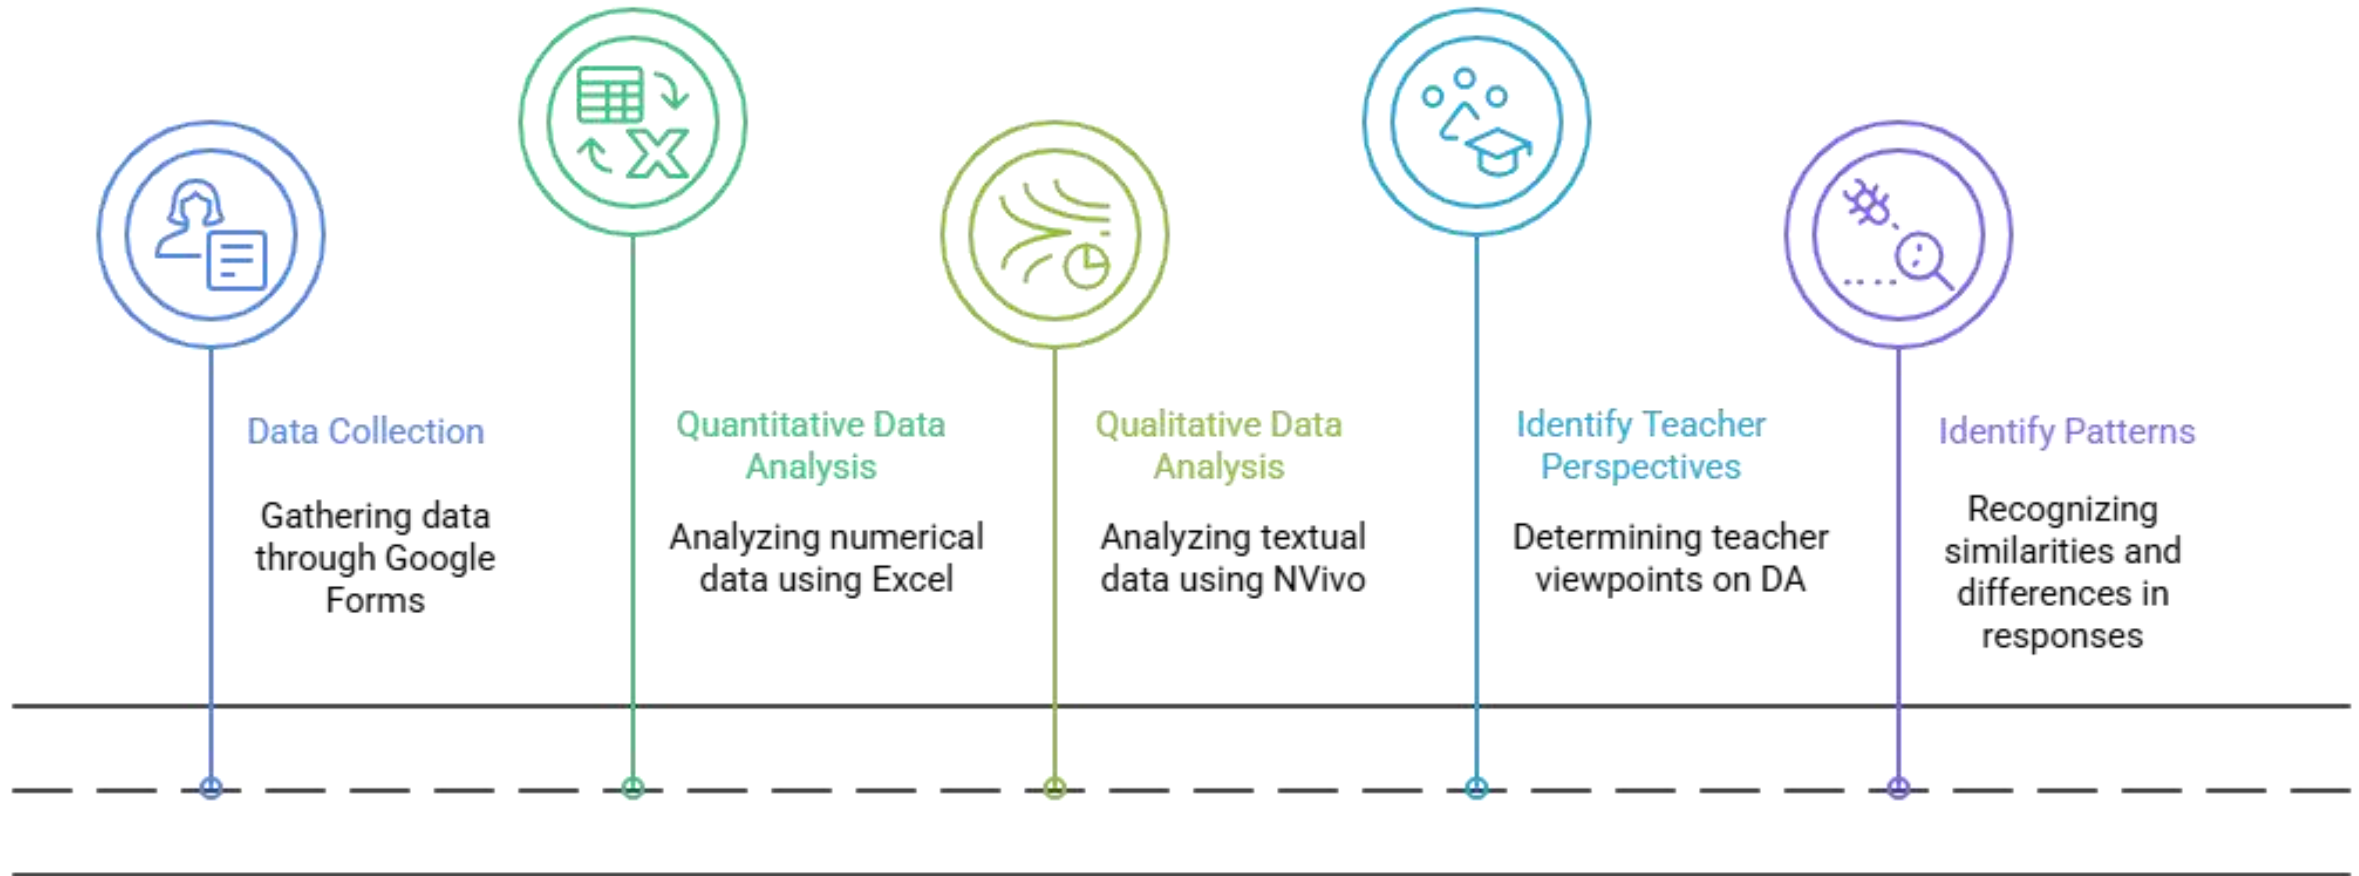 Data Collection
Gathering data
through Google
Forms
Quantitative Data
Analysis
Analyzing numerical
data using Excel
Qualitative Data
Analysis
Analyzing textual
data using NVivo
Identify Teacher
Perspectives
Determining teacher
viewpoints on DA
Identify Patterns
Recognizing
similarities and
differences in
responses